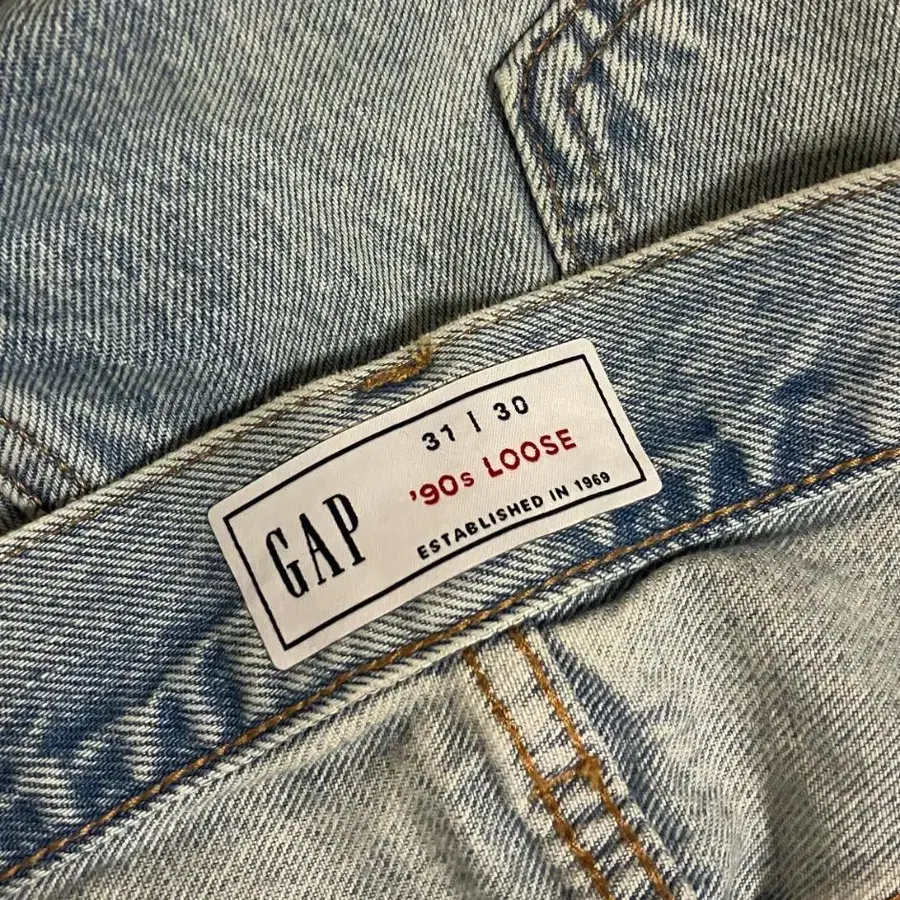 31 | 30
'90s LOOSE
GAP
ESTABLISHED IN 1969